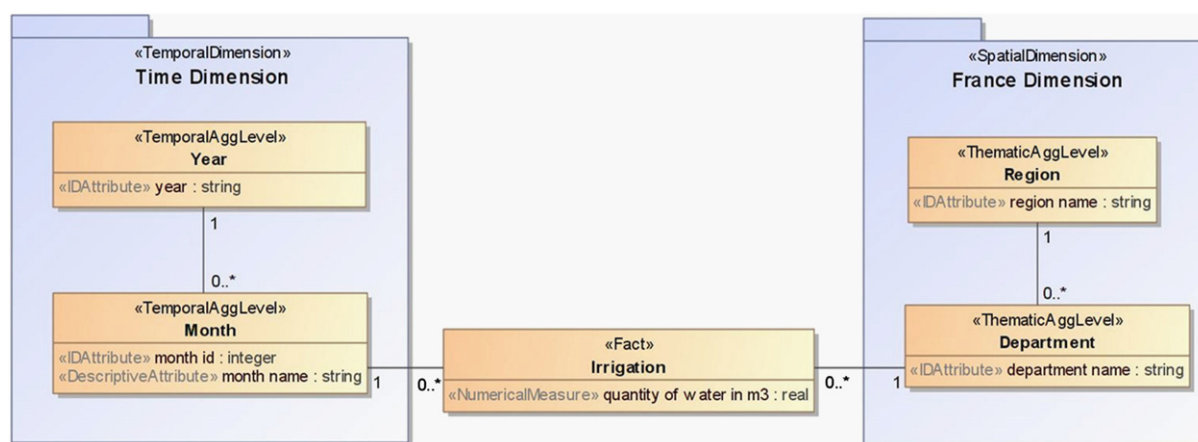 «TemporalDimension»
Time Dimension
«TemporalAggLevel»
Year
«IDAttribute» year : string
1
0..*
«TemporalAggLevel»
Month
«IDAttribute» month id : integer
«DescriptiveAttribute» month name : string
1
0..*
«Fact»
Irrigation
«NumericalMeasure» quantity of water in m3 : real
0..*
1
«SpatialDimension»
France Dimension
«ThematicAggLevel»
Region
«IDAttribute» region name : string
1
0..*
«ThematicAggLevel»
Department
«IDAttribute» department name : string